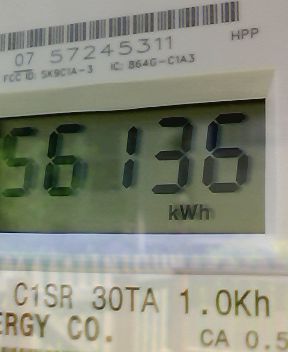 07 57245311
HPP
FCC ID: SK9C1A-3 IC: 864G-C1A3
56136
kWh
C1SR 30TA 1.0Kh
ERGY CO.
CA 0.5